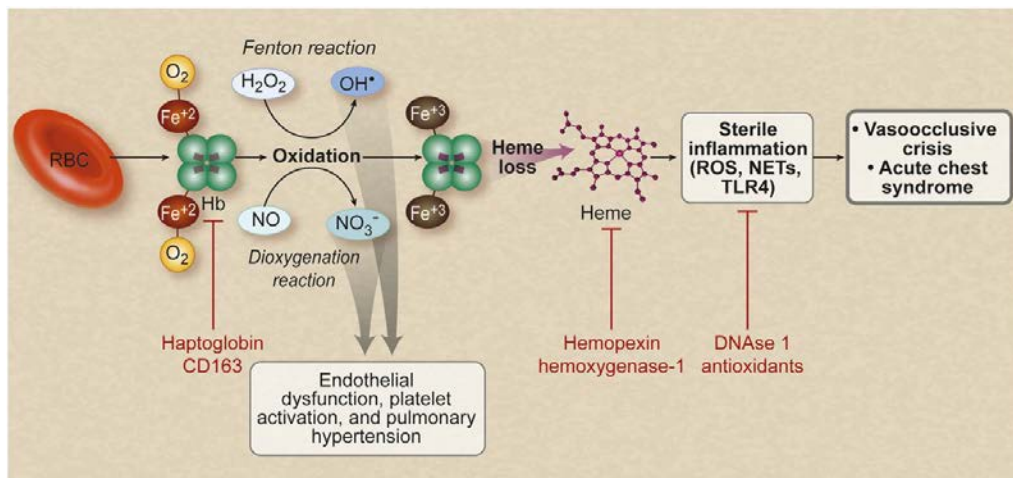 Fenton reaction
O2
H2O2
OH•
Fe+2
Fe+3
RBC
Oxidation
Heme
loss
Sterile
inflammation
(ROS, NETs,
TLR4)
• Vasoocclusive
crisis
• Acute chest
syndrome
Fe+2
Hb
NO
NO3−
Fe+3
Heme
O2
Dioxygenation
reaction
Haptoglobin
CD163
Hemopexin
hemoxygenase-1
DNAse 1
antioxidants
Endothelial
dysfunction, platelet
activation, and pulmonary
hypertension